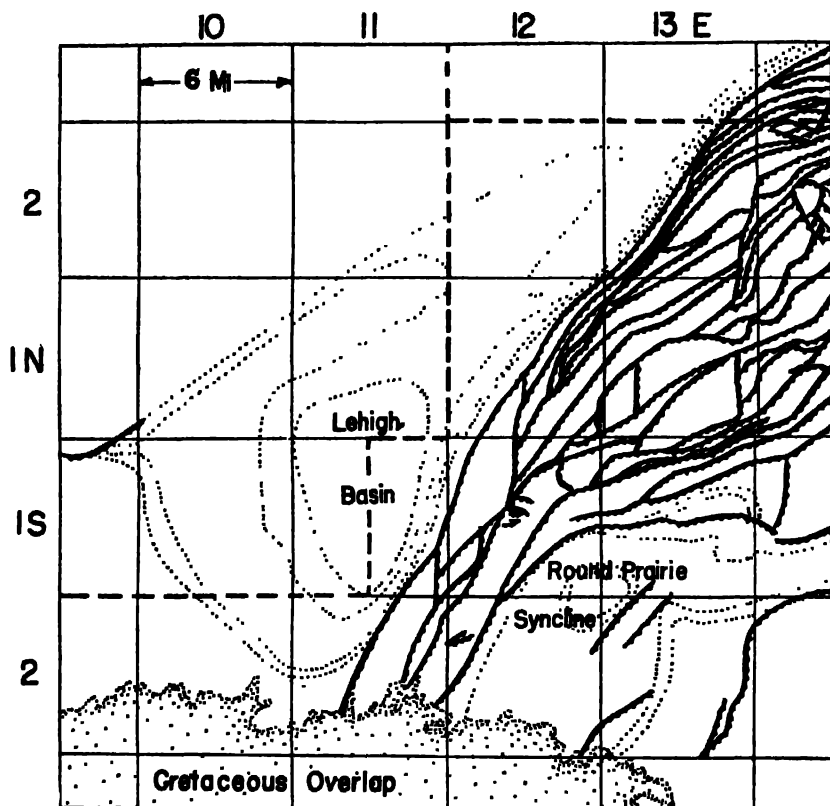 10 11 12 13 E
6 Mi
2
1N
Lehigh
Basin
1S
Round Prairie
Syncline
2
Cretaceous Overlap